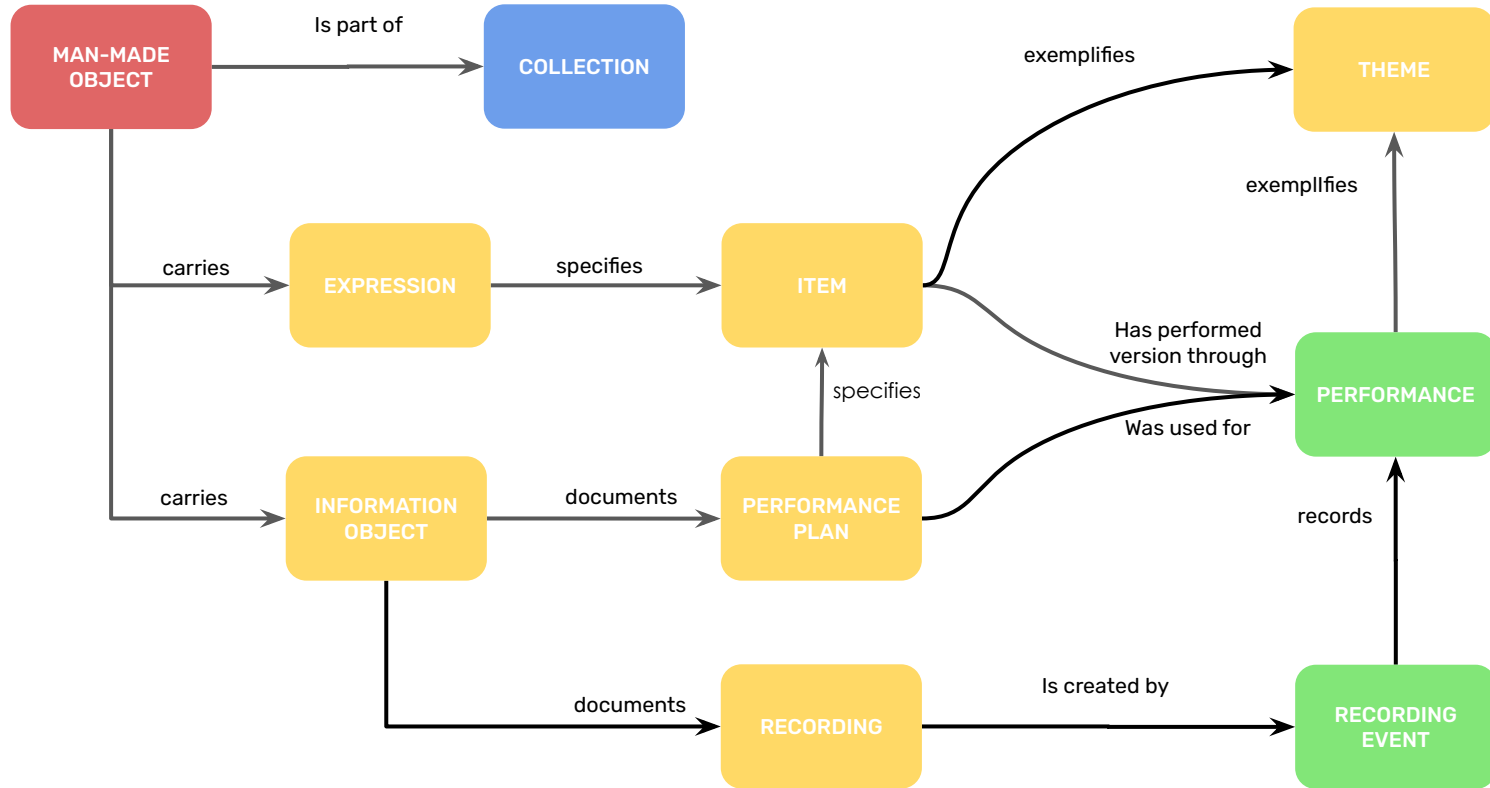 Is part of
MAN-MADE
OBJECT
COLLECTION
exemplifies
THEME
exemplIfies
carries
EXPRESSION
specifies
ITEM
Has performed
version through
PERFORMANCE
specifies
Was used for
carries
INFORMATION
OBJECT
documents
PERFORMANCE
PLAN
records
documents
RECORDING
Is created by
RECORDING
EVENT